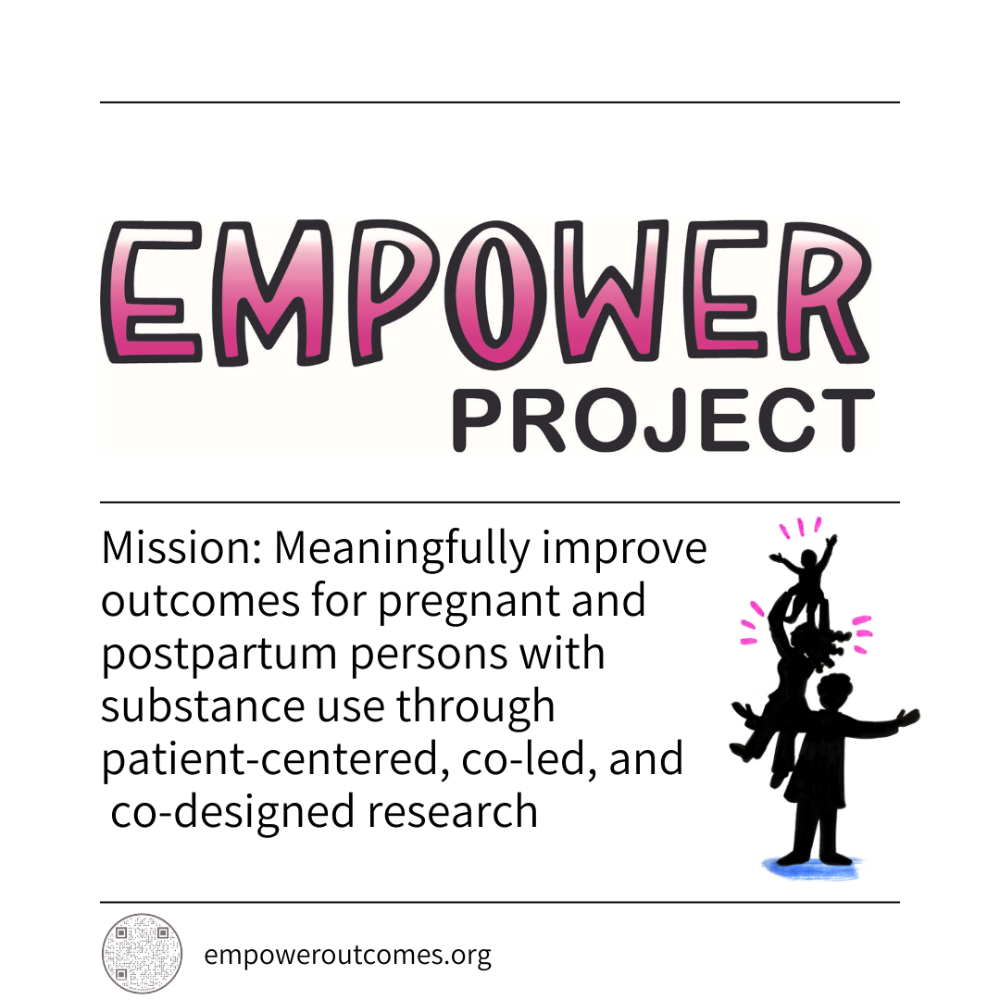 EMPOWER
PROJECT
Mission: Meaningfully improve
outcomes for pregnant and
postpartum persons with
substance use through
patient-centered, co-led, and
co-designed research
empoweroutcomes.org